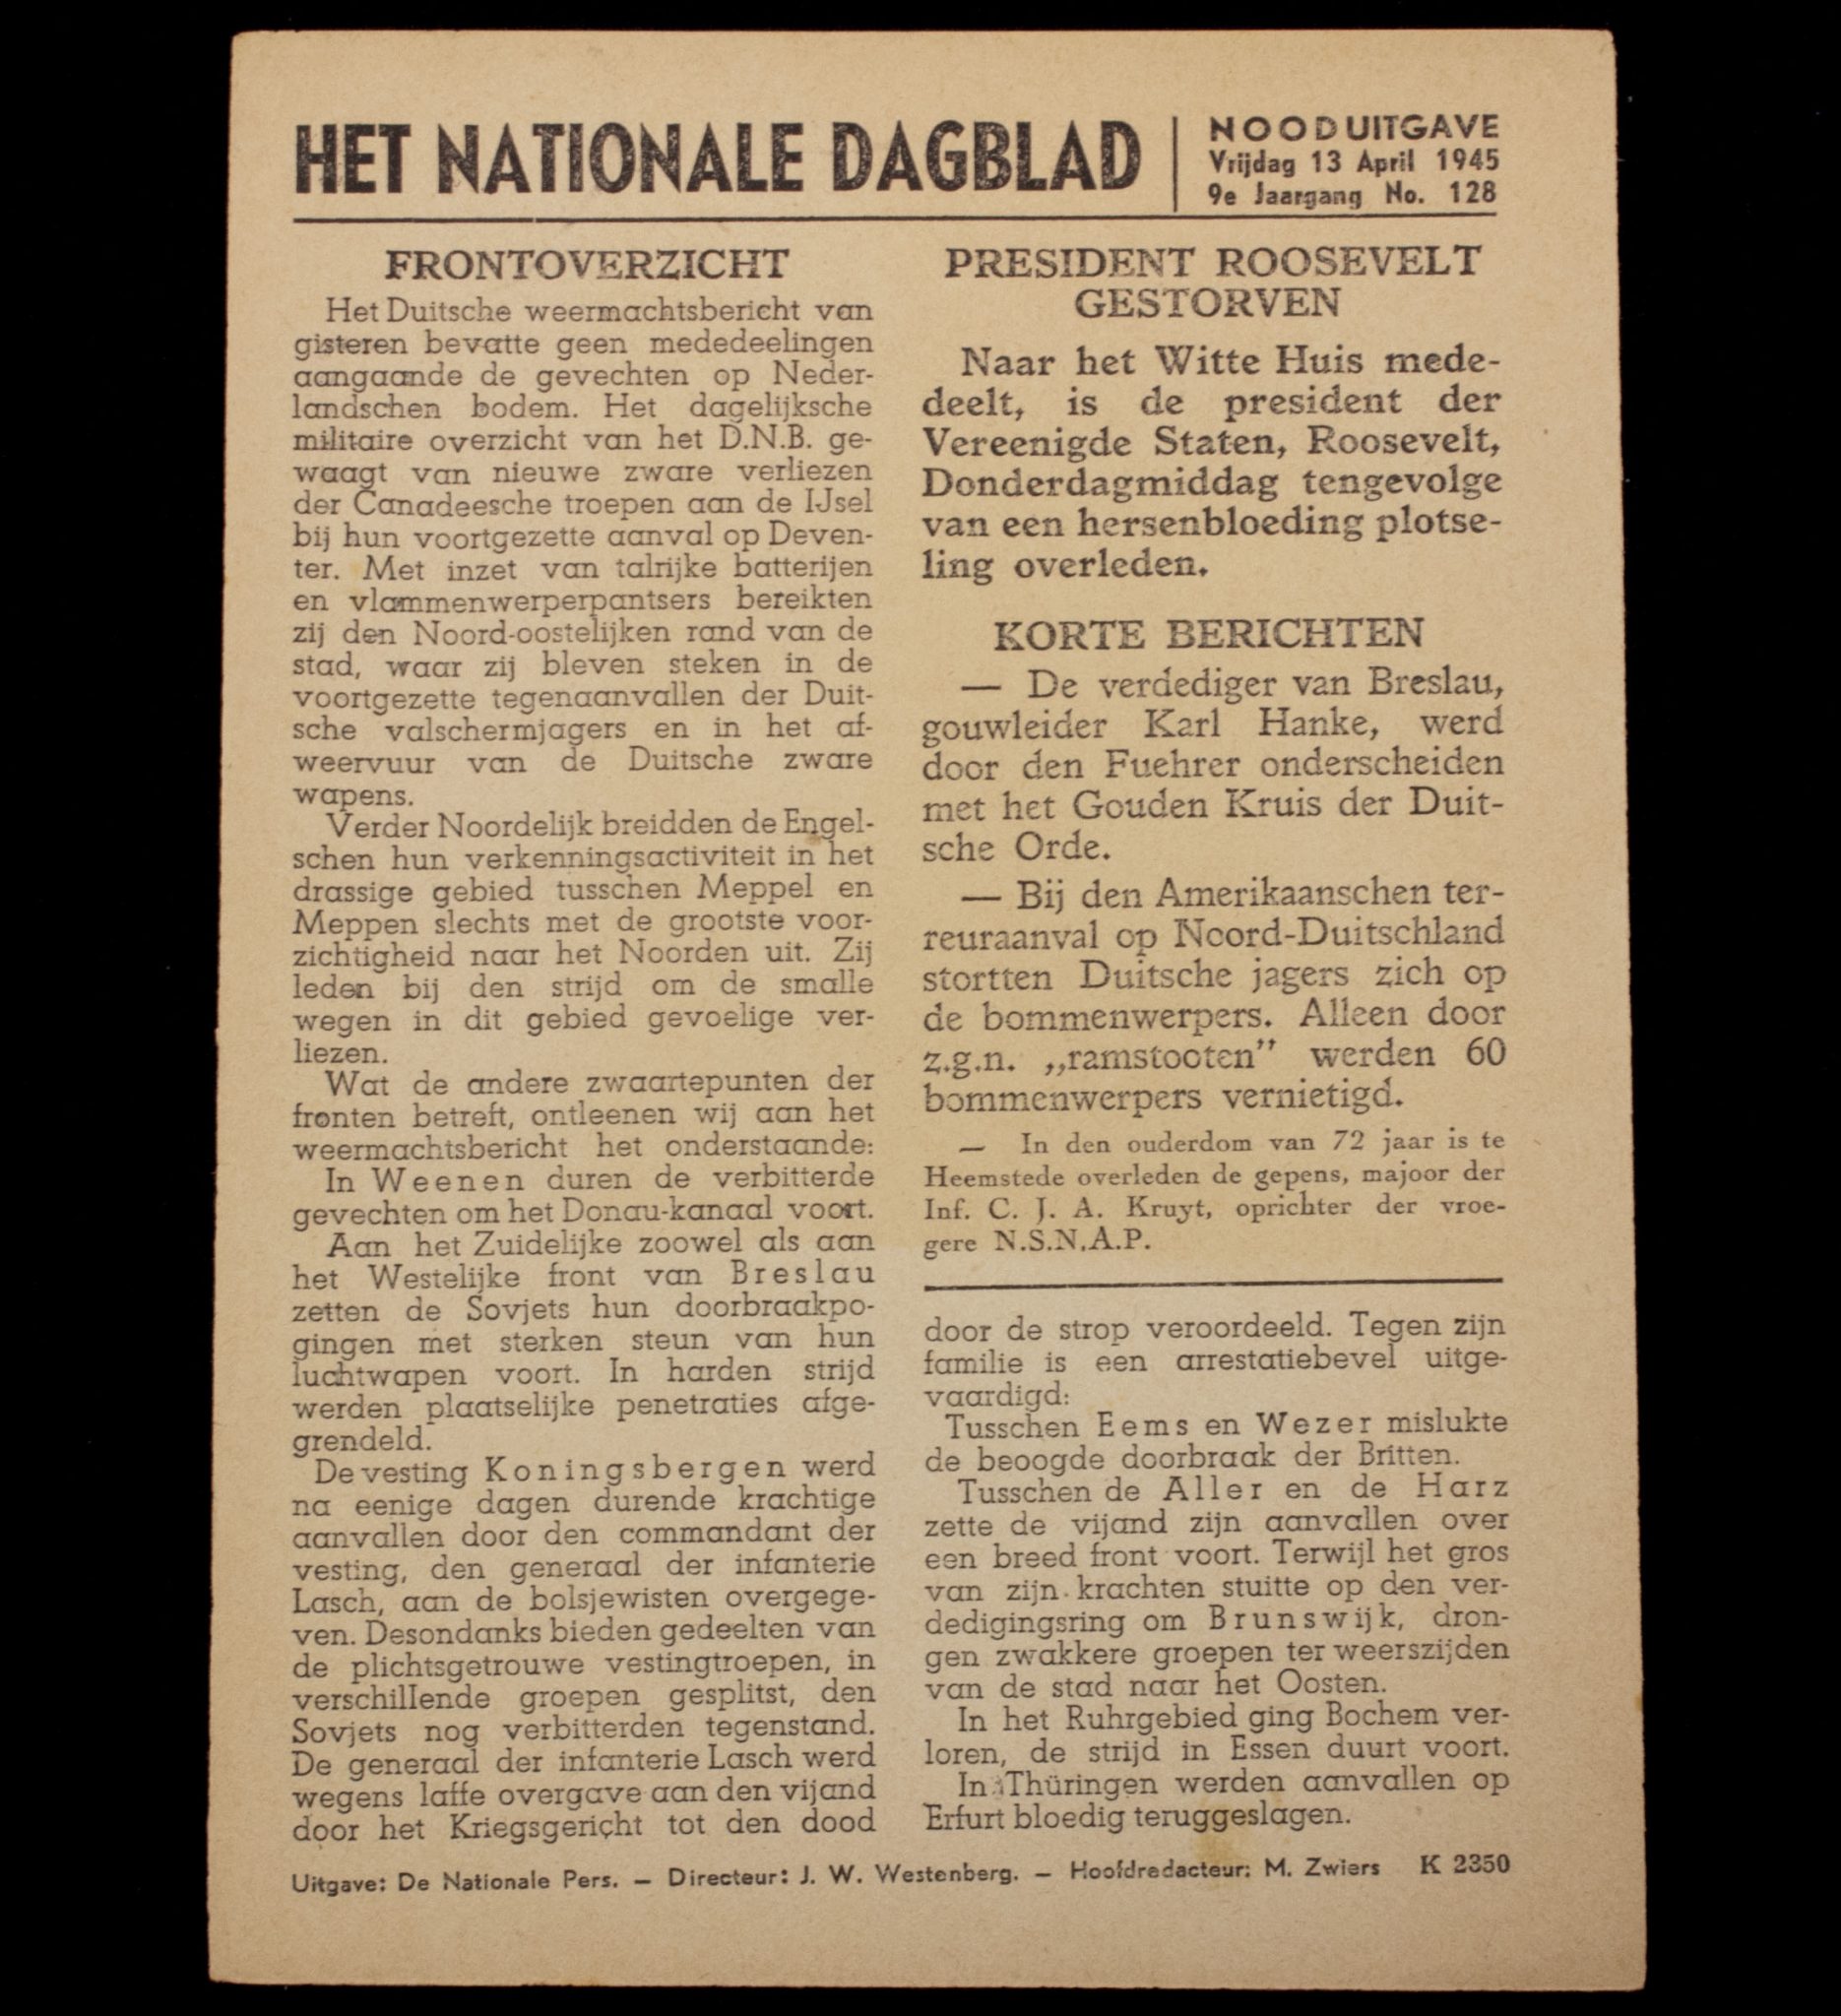 HET NATIONALE DAGBLAD
NOODUITGAVE
Vrijdag 13 April 1945
9e Jaargang No. 128
FRONTOVERZICHT
Het Duitsche weermachtsbericht van
gisteren bevatte geen mededeelingen
aangaande de gevechten op Neder-
landschen bodem. Het dagelijksche
militaire overzicht van het D.N.B. ge-
waagt van nieuwe zware verliezen
der Canadeesche troepen aan de IJsel
bij hun voortgezette aanval op Deven-
ter. Met inzet van talrijke batterijen
en vlammenwerperpantsers bereikten
zij den Noord-oostelijken rand van de
stad, waar zij bleven steken in de
voortgezette tegenaanvallen der Duit-
sche valschermjagers en in het af-
weervuur van de Duitsche zware
wapens.
Verder Noordelijk breidden de Engel-
schen hun verkenningsactiviteit in het
drassige gebied tusschen Meppel en
Meppen slechts met de grootste voor-
zichtigheid naar het Noorden uit. Zij
leden bij den strijd om de smalle
wegen in dit gebied gevoelige ver-
liezen.
Wat de andere zwaartepunten der
fronten betreft, ontleenen wij aan het
weermachtsbericht het onderstaande:
In Weenen duren de verbitterde
gevechten om het Donau-kanaal voort.
Aan het Zuidelijke zoowel als aan
het Westelijke front van Breslau
zetten de Sovjets hun doorbraakpo-
gingen met sterken steun van hun
luchtwapen voort. In harden strijd
werden plaatselijke penetraties afge-
grendeld.
De vesting Koningsbergen werd
na eenige dagen durende krachtige
aanvallen door den commandant der
vesting, den generaal der infanterie
Lasch, aan de bolsjewisten overgege-
ven. Desondanks bieden gedeelten van
de plichtsgetrouwe vestingtroepen, in
verschillende groepen gesplitst, den
Sovjets nog verbitterden tegenstand.
De generaal der infanterie Lasch werd
wegens laffe overgave aan den vijand
door het Kriegsgericht tot den dood
PRESIDENT ROOSEVELT
GESTORVEN
Naar het Witte Huis mede-
deelt, is de president der
Vereenigde Staten, Roosevelt,
Donderdagmiddag tengevolge
van een hersenbloeding plotse-
ling overleden.
KORTE BERICHTEN
— De verdediger van Breslau,
gouwleider Karl Hanke, werd
door den Fuehrer onderscheiden
met het Gouden Kruis der Duit-
sche Orde.
— Bij den Amerikaanschen ter-
reuraanval op Noord-Duitschland
stortten Duitsche jagers zich op
de bommenwerpers. Alleen door
z.g.n. „ramstooten” werden 60
bommenwerpers vernietigd.
— In den ouderdom van 72 jaar is te
Heemstede overleden de gepens, majoor der
Inf. C. J. A. Kruyt, oprichter der vroe-
gere N.S.N.A.P.
door de strop veroordeeld. Tegen zijn
familie is een arrestatiebevel uitge-
vaardigd:
Tusschen Eems en Wezer mislukte
de beoogde doorbraak der Britten.
Tusschen de Aller en de Harz
zette de vijand zijn aanvallen over
een breed front voort. Terwijl het gros
van zijn krachten stuitte op den ver-
dedigingsring om Brunswijk, dron-
gen zwakkere groepen ter weerszijden
van de stad naar het Oosten.
In het Ruhrgebied ging Bochem ver-
loren, de strijd in Essen duurt voort.
In Thüringen werden aanvallen op
Erfurt bloedig teruggeslagen.
Uitgave: De Nationale Pers. — Directeur: J. W. Westenberg. — Hoofdredacteur: M. Zwiers K 2350